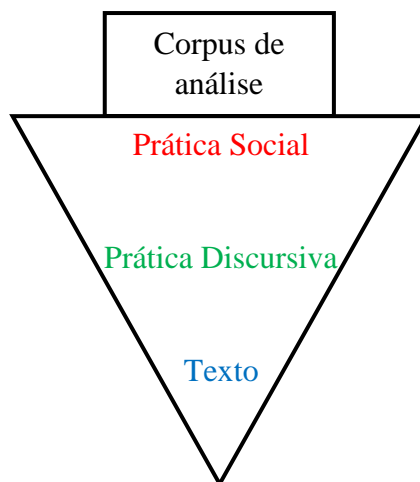 Corpus de
análise
Prática Social
Prática Discursiva
Texto